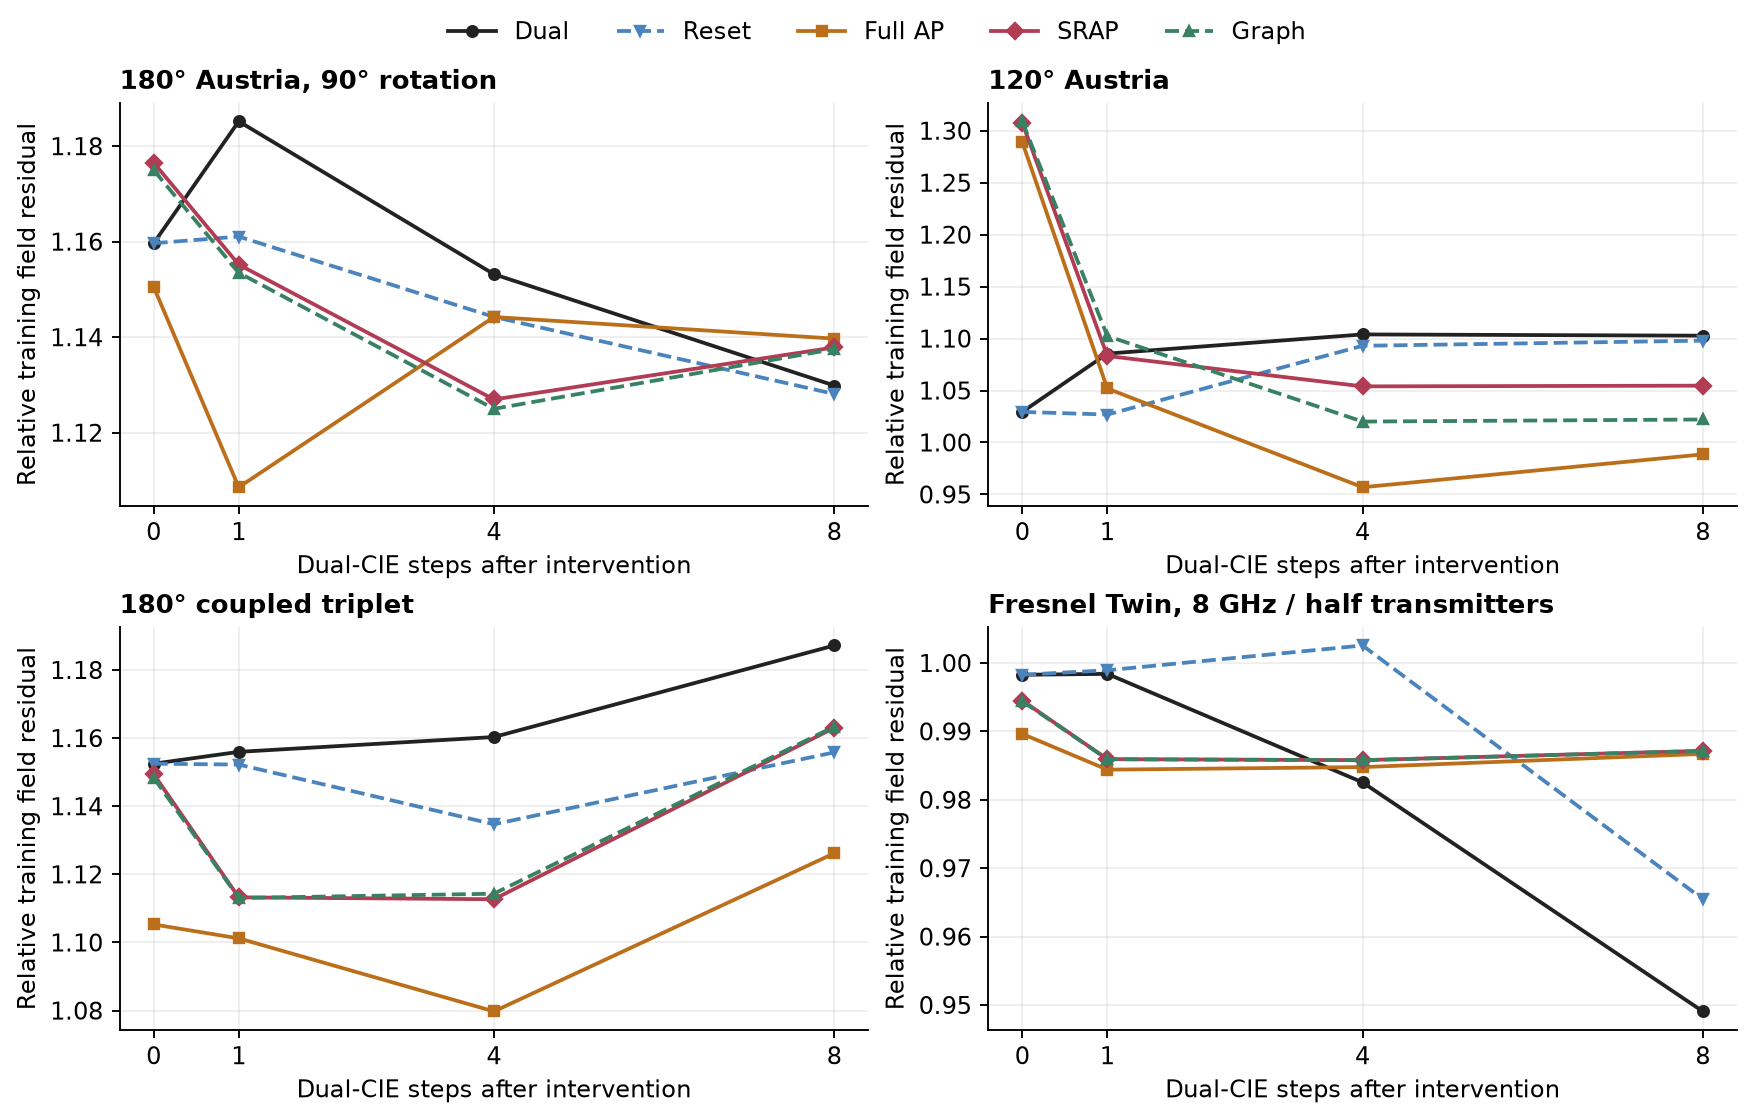 Dual Reset Full AP SRAP Graph
180° Austria, 90° rotation
Relative training field residual
1.18
1.16
1.14
1.12
0 1 4 8
Dual-CIE steps after intervention
120° Austria
Relative training field residual
1.30
1.25
1.20
1.15
1.10
1.05
1.00
0.95
0 1 4 8
Dual-CIE steps after intervention
180° coupled triplet
Relative training field residual
1.18
1.16
1.14
1.12
1.10
1.08
0 1 4 8
Dual-CIE steps after intervention
Fresnel Twin, 8 GHz / half transmitters
Relative training field residual
1.00
0.99
0.98
0.97
0.96
0.95
0 1 4 8
Dual-CIE steps after intervention